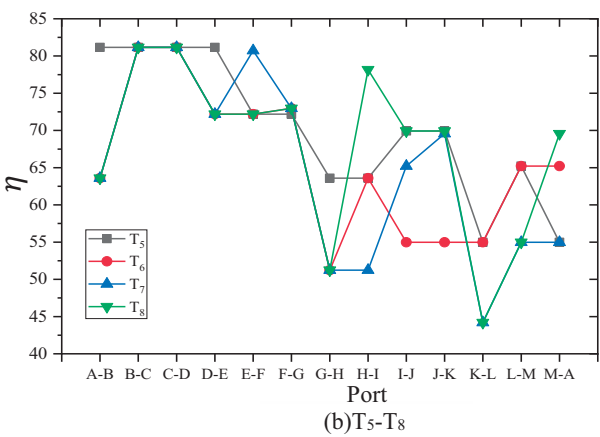 85
80
75
70
65
60
55
50
45
40
η
T₅
T₆
T₇
T₈
A-B B-C C-D D-E E-F F-G G-H H-I I-J J-K K-L L-M M-A
Port
(b)T₅-T₈